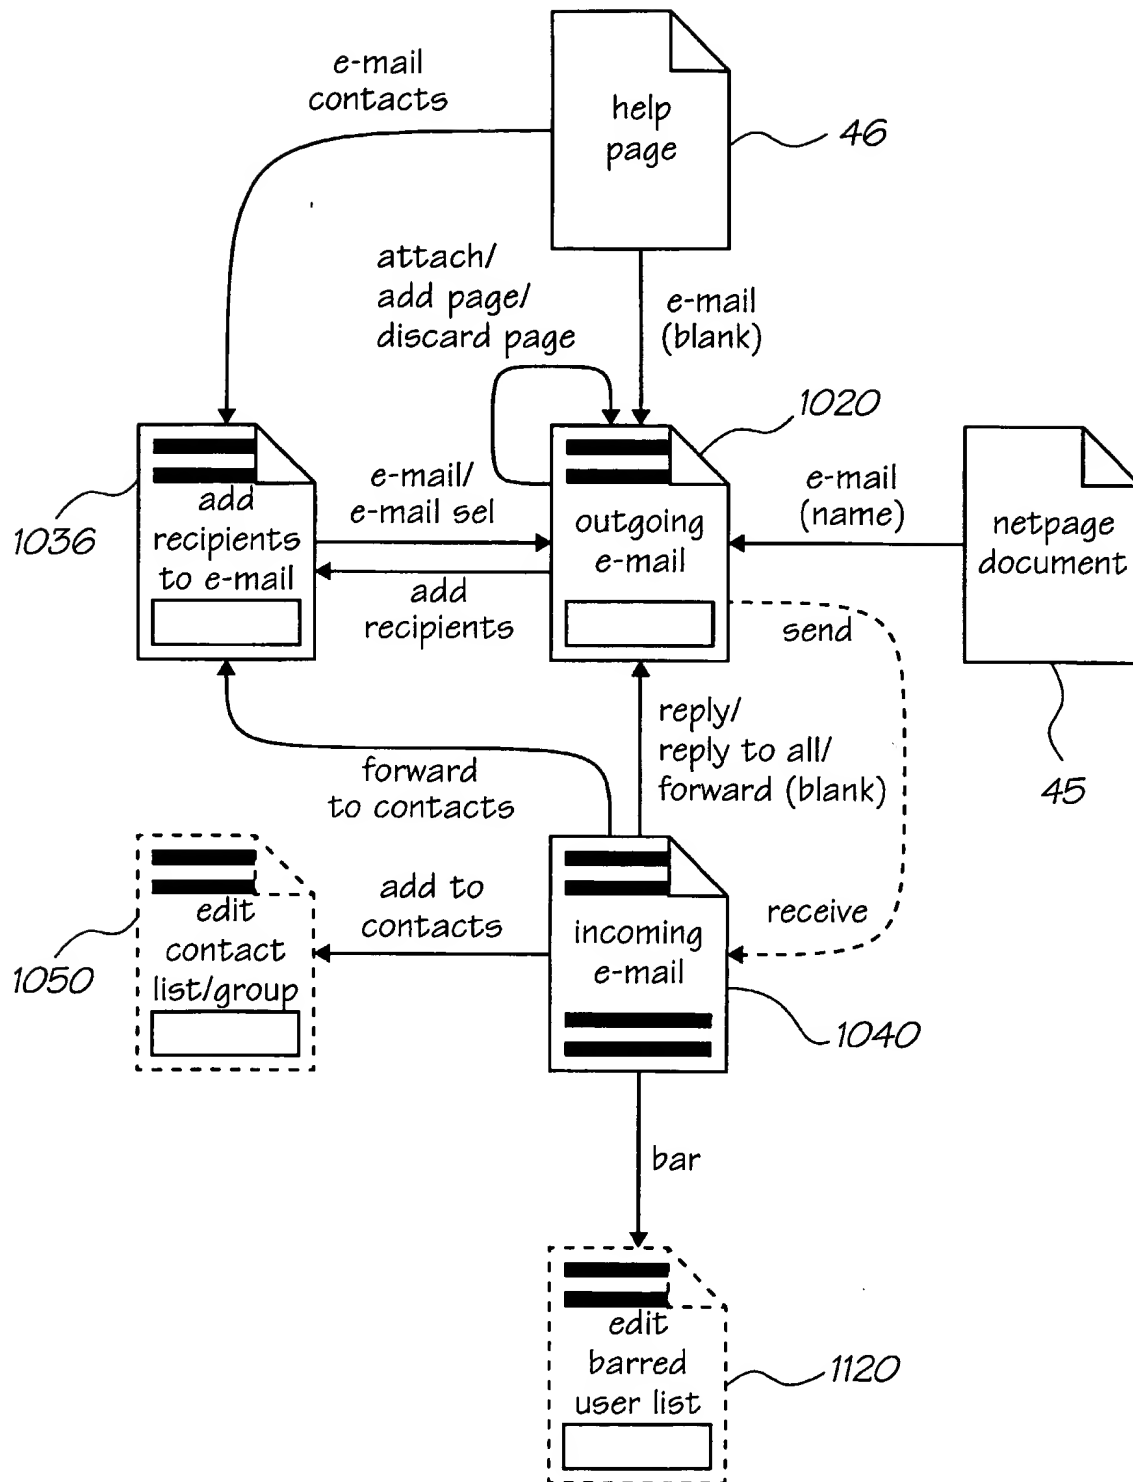 e-mail
contacts
help
page
46
attach/
add page/
discard page
e-mail
(blank)
1020
1036
add
recipients
to e-mail
e-mail/
e-mail sel
add
recipients
outgoing
e-mail
e-mail
(name)
netpage
document
45
send
reply/
reply to all/
forward (blank)
forward
to contacts
receive
1050
edit
contact
list/group
add to
contacts
incoming
e-mail
1040
bar
edit
barred
user list
1120